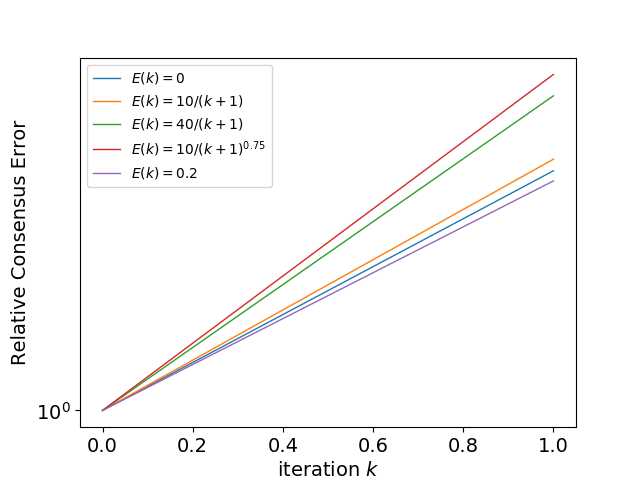 E(k) = 0
E(k) = 10/(k + 1)
E(k) = 40/(k + 1)
E(k) = 10/(k + 1)^{0.75}
E(k) = 0.2
Relative Consensus Error
10^0
0.0 0.2 0.4 0.6 0.8 1.0
iteration k